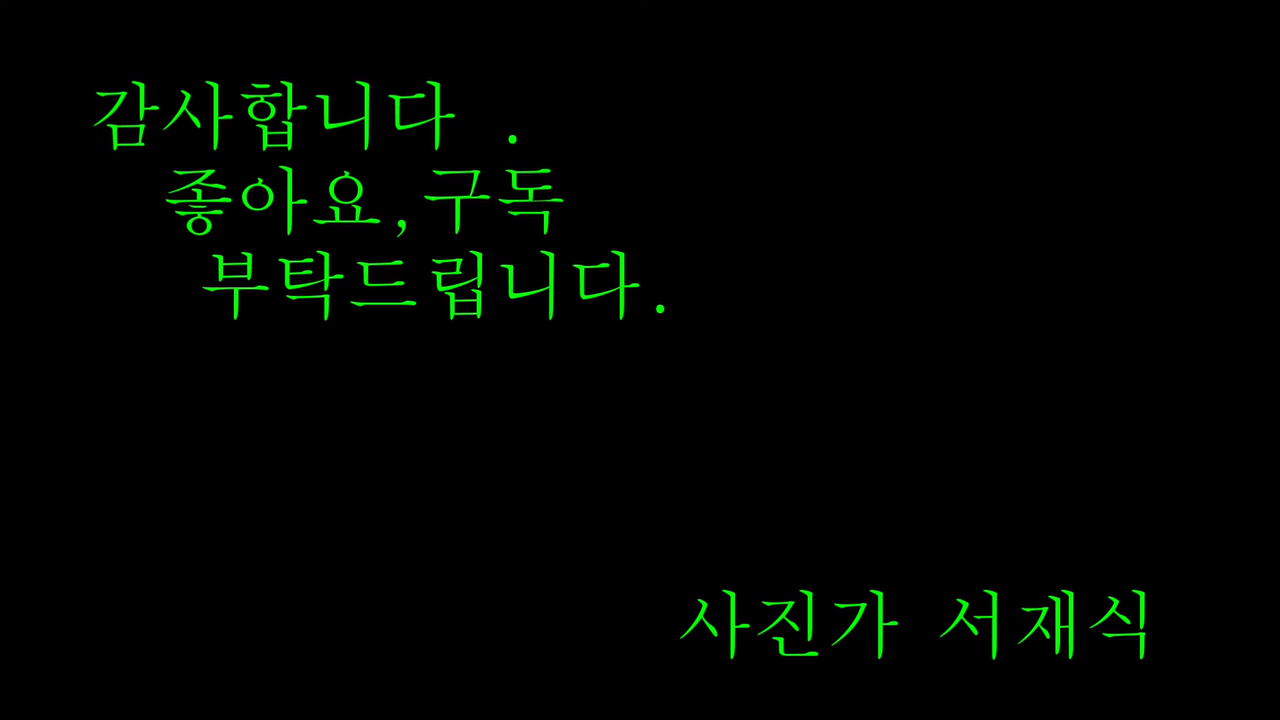 감사합니다 .
좋아요,구독
부탁드립니다.
사진가 서재식